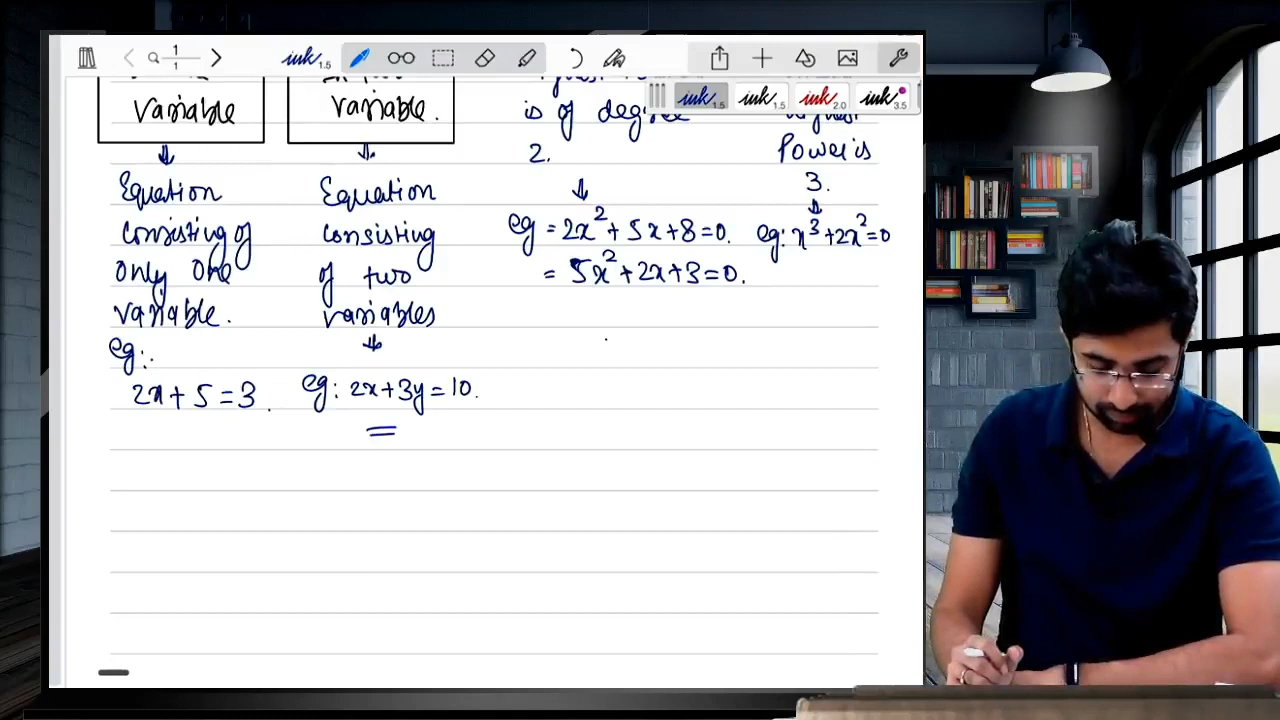 variable
Equation
consisting of
only one
variable.
eg:
2x + 5 = 3.
variable.
Equation
consisting
of two
variables
eg: 2x + 3y = 10.
is of degree
2.
eg = 2x² + 5x + 8 = 0.
= 5x² + 2x + 3 = 0.
Power is
3.
eg: x³ + 2x² = 0
1
1
ink 1.5
ink 1.5
ink 1.5
ink 2.0
ink 3.5